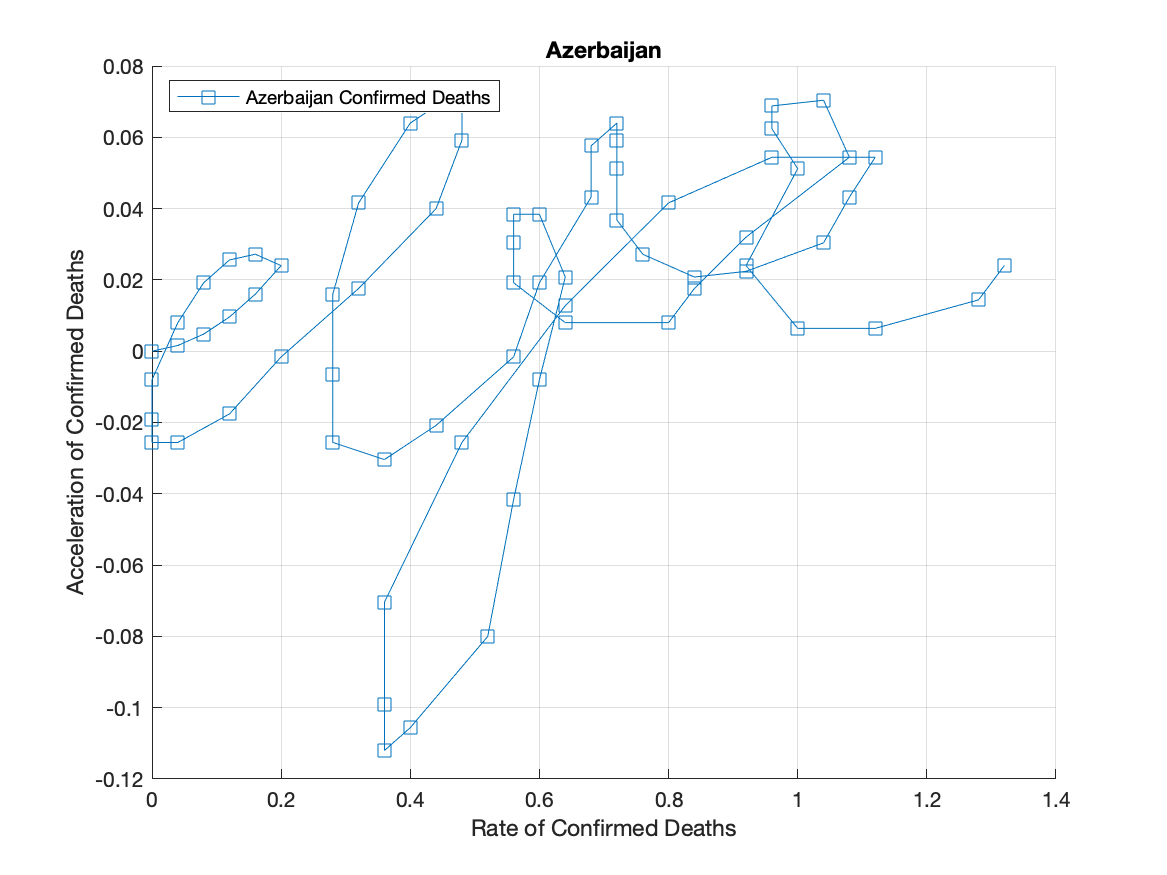 Azerbaijan
Azerbaijan Confirmed Deaths
0.08
0.06
0.04
0.02
0
-0.02
-0.04
-0.06
-0.08
-0.1
-0.12
Acceleration of Confirmed Deaths
0 0.2 0.4 0.6 0.8 1 1.2 1.4
Rate of Confirmed Deaths